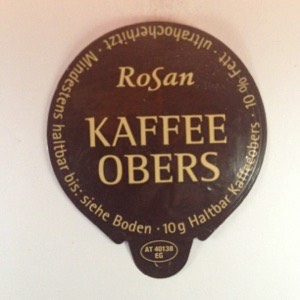 RoSan
KAFFEE
OBERS
Mindestens haltbar bis: siehe Boden · 10 g Haltbar Kaffeeobers · 10 % Fett · ultrahocherhitzt ·
AT 40138
EG